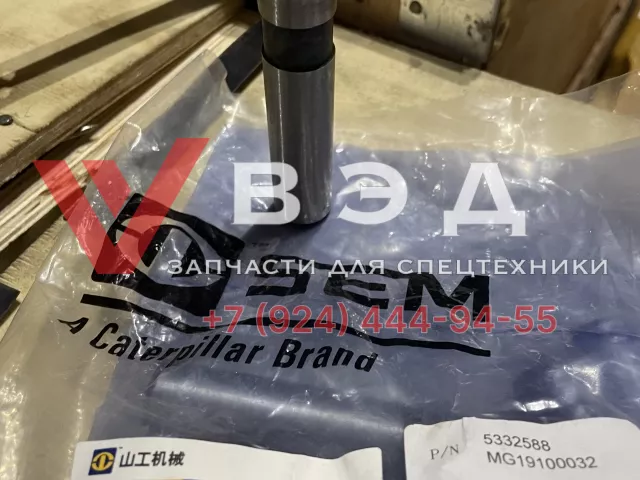 V ВЭД
ЗАПЧАСТИ ДЛЯ СПЕЦТЕХНИКИ
SEM
+7 (924) 444-94-55
A Caterpillar Brand
山工机械
P/N 5332588
MG19100032